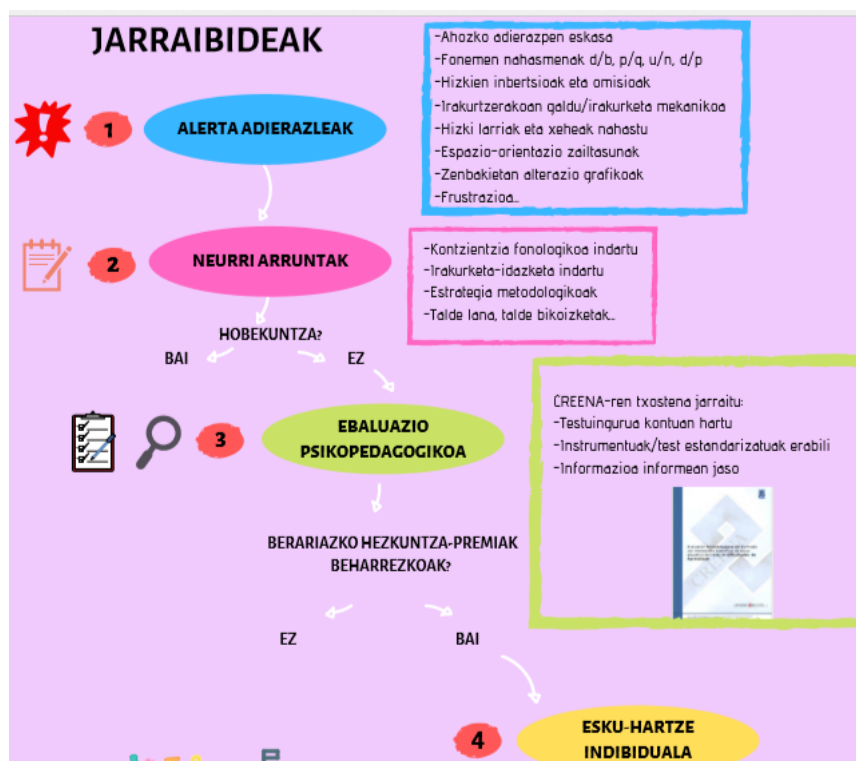 JARRAIBIDEAK
-Ahozko adierazpen eskasa
-Fonemen nahasmenak d/b, p/q, u/n, d/p
-Hizkien inbertsioak eta omisioak
-Irakurtzerakoan galdu/irakurketa mekanikoa
-Hizki larriak eta xeheak nahastu
-Espazio-orientazio zailtasunak
-Zenbakietan alterazio grafikoak
-Frustrazioa...
1
ALERTA ADIERAZLEAK
2
NEURRI ARRUNTAK
-Kontzientzia fonologikoa indartu
-Irakurketa-idazketa indartu
-Estrategia metodologikoak
-Talde lana, talde bikoizketak...
HOBEKUNTZA?
BAI
EZ
3
EBALUAZIO
PSIKOPEDAGOGIKOA
CREENA-ren txostena jarraitu:
-Testuingurua kontuan hartu
-Instrumentuak/test estandarizatuak erabili
-Informazioa informean jaso
CREENA
BERARIAZKO HEZKUNTZA-PREMIAK
BEHARREZKOAK?
EZ
BAI
4
ESKU-HARTZE
INDIBIDUALA